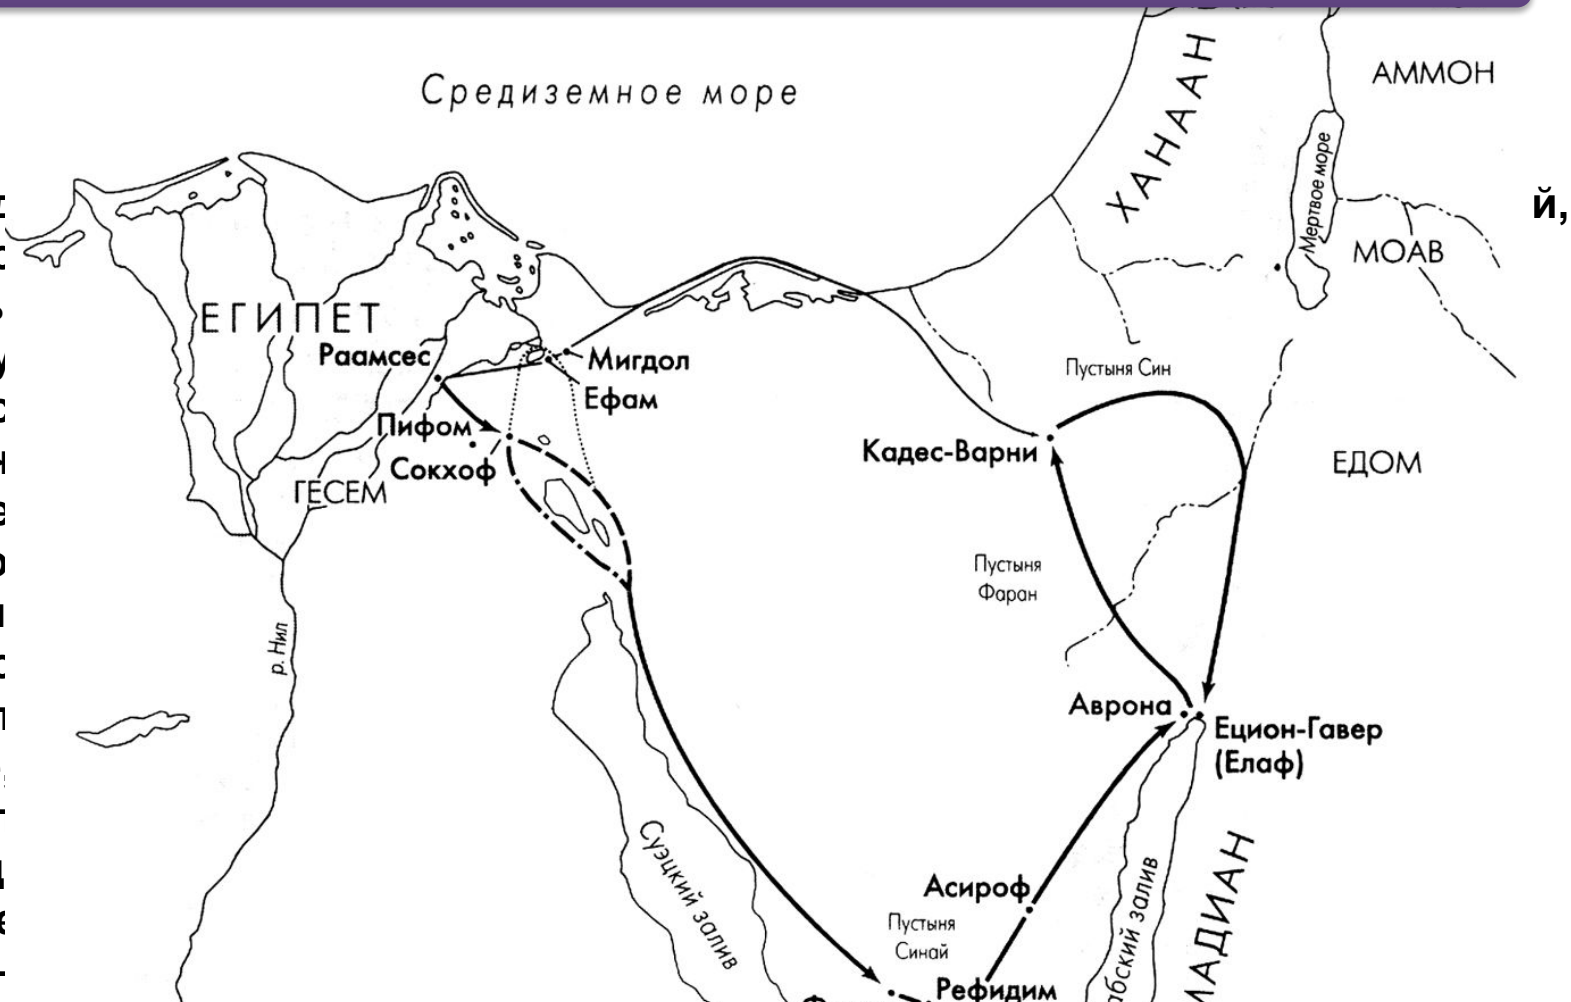 АММОН
Средиземное море
ХАНААН
Мертвое море
й,
МОАВ
ЕГИПЕТ
Раамсес
Мигдол
Ефам
Пустыня Син
Пифом
Кадес-Варни
Сокхоф
ЕДОМ
ГЕСЕМ
Пустыня
Фаран
р. Нил
Аврона
Ецион-Гавер
(Елаф)
Суэцкий залив
Асироф
Пустыня
Синай
залив
Рефидим